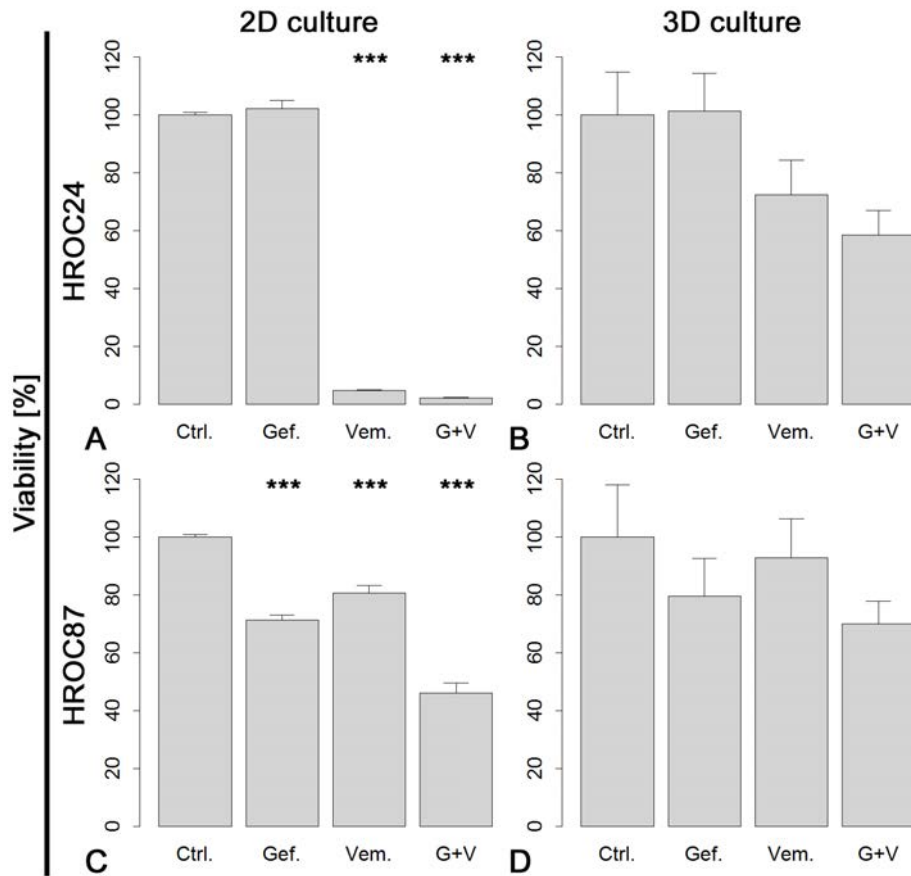 2D culture
3D culture
Viability [%]
HROC24
*** ***
120
100
80
60
40
20
0
A
Ctrl. Gef. Vem. G+V
120
100
80
60
40
20
0
B
Ctrl. Gef. Vem. G+V
HROC87
*** *** ***
120
100
80
60
40
20
0
C
Ctrl. Gef. Vem. G+V
120
100
80
60
40
20
0
D
Ctrl. Gef. Vem. G+V